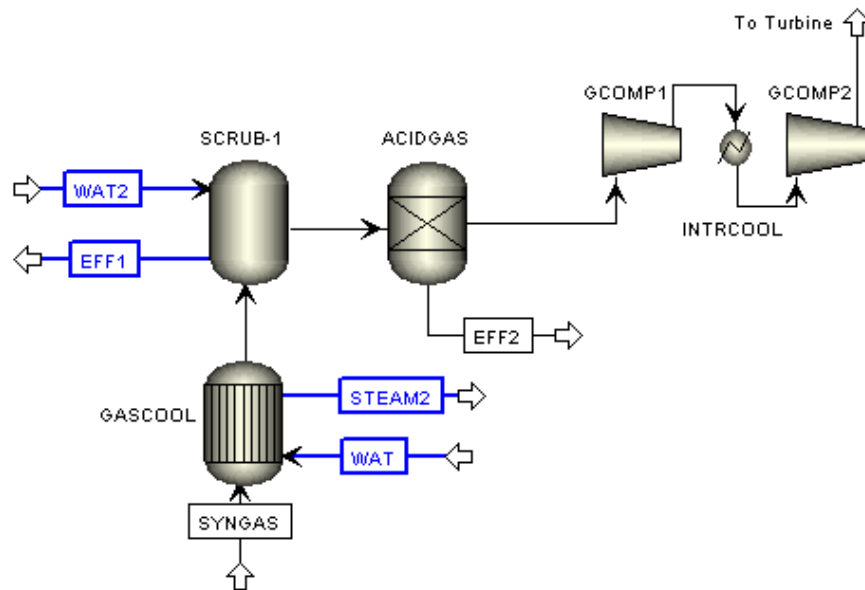 To Turbine
GCOMP1
GCOMP2
SCRUB-1
ACIDGAS
WAT2
INTRCOOL
EFF1
EFF2
STEAM2
GASCOOL
WAT
SYNGAS